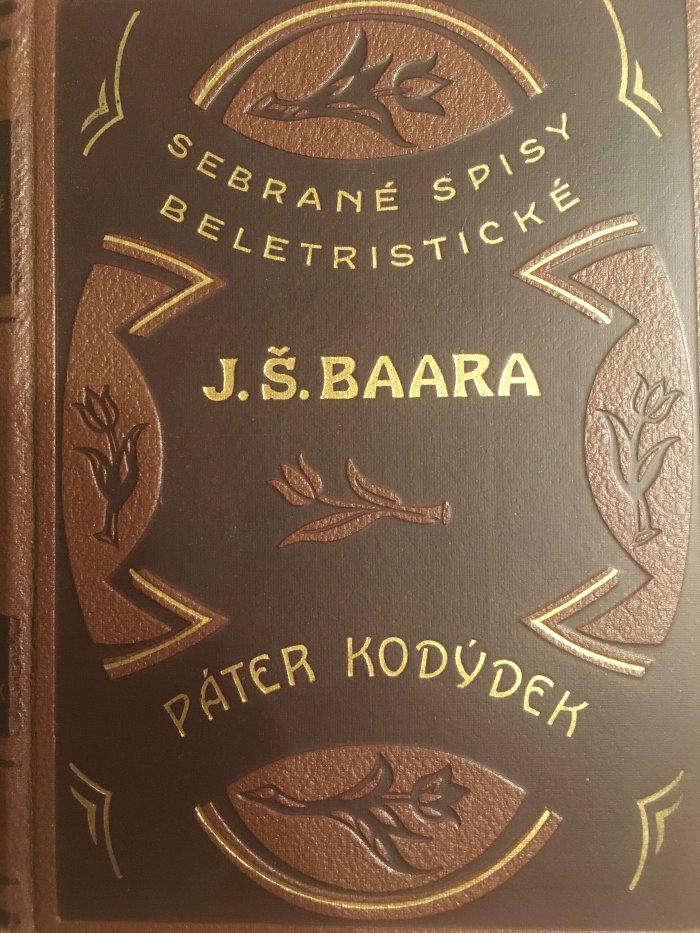 SEBRANÉ SPISY
BELETRISTICKÉ
J.Š.BAARA
PÁTER KODÝDEK